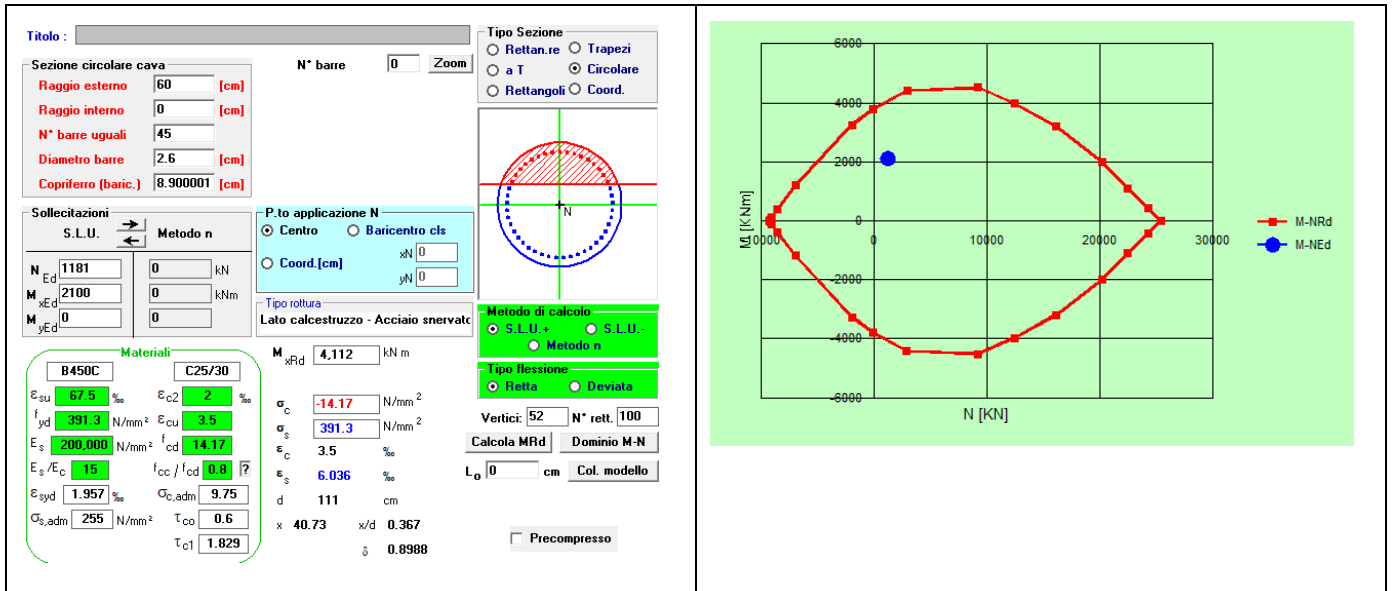 Titolo :
Tipo Sezione
Rettan.re Trapezi
a T Circolare
Rettangoli Coord.
Sezione circolare cava
Raggio esterno 60 [cm]
Raggio interno 0 [cm]
N* barre uguali 45
Diametro barre 2.6 [cm]
Copriferro (baric.) 8.900001 [cm]
N* barre 0 Zoom
N
Sollecitazioni
S.L.U. Metodo n
N Ed 1181 0 kN
M xEd 2100 0 kNm
M yEd 0 0
P.to applicazione N
Centro Baricentro cls
Coord.[cm] xN 0
yN 0
Tipo rottura
Lato calcestruzzo - Acciaio snervato
Metodo di calcolo
S.L.U.+ S.L.U.-
Metodo n
Tipo flessione
Retta Deviata
Vertici: 52 N* rett. 100
Calcola MRd Dominio M-N
L o 0 cm Col. modello
Precompresso
Materiali
B450C C25/30
ε su 67.5 ‰ ε c2 2 ‰
f yd 391.3 N/mm² ε cu 3.5
E s 200,000 N/mm² f cd 14.17
E s /E c 15 f cc / f cd 0.8 ?
ε syd 1.957 ‰ σ c,adm 9.75
σ s,adm 255 N/mm² τ co 0.6
τ c1 1.829
M xRd 4,112 kN m
σ c -14.17 N/mm²
σ s 391.3 N/mm²
ε c 3.5 ‰
ε s 6.036 ‰
d 111 cm
x 40.73 x/d 0.367
δ 0.8988
6000
4000
2000
0
-2000
-4000
-6000
M [KNm]
10000 0 10000 20000 30000
N [KN]
M-NRd
M-NEd